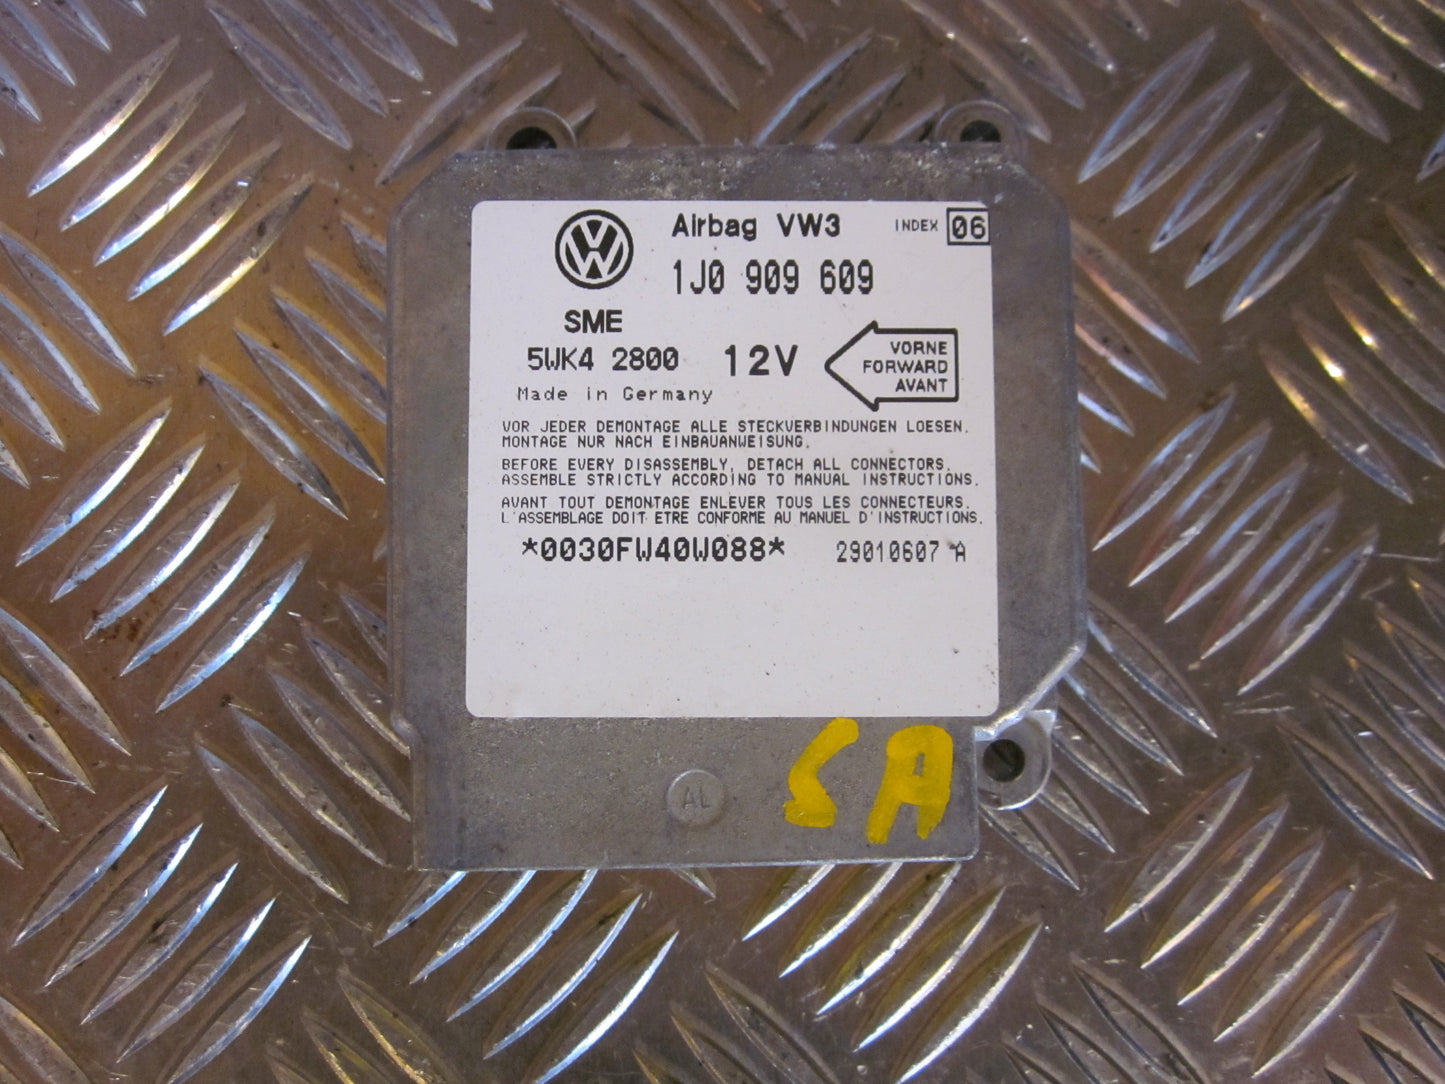 Airbag VW3 INDEX 06
1J0 909 609
SME
5WK4 2800 12V
Made in Germany
VORNE
FORWARD
AVANT
VOR JEDER DEMONTAGE ALLE STECKVERBINDUNGEN LOESEN.
MONTAGE NUR NACH EINBAUANWEISUNG.
BEFORE EVERY DISASSEMBLY, DETACH ALL CONNECTORS.
ASSEMBLE STRICTLY ACCORDING TO MANUAL INSTRUCTIONS.
AVANT TOUT DEMONTAGE ENLEVER TOUS LES CONNECTEURS.
L'ASSEMBLAGE DOIT ETRE CONFORME AU MANUEL D'INSTRUCTIONS.
*0030FW40W088* 29010607 A
SA
AL